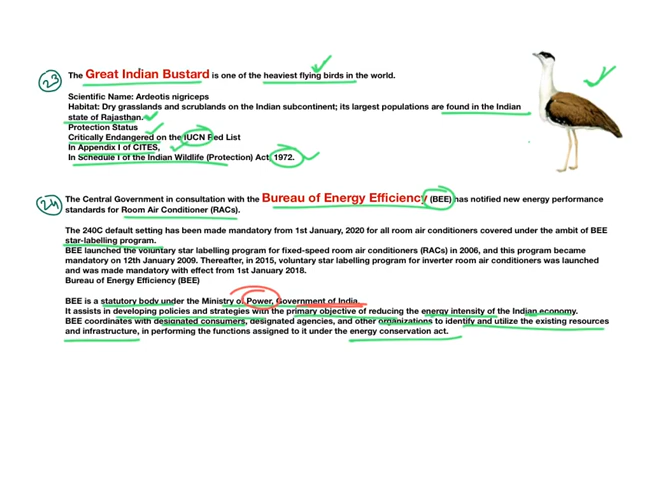 23 The Great Indian Bustard is one of the heaviest flying birds in the world.
Scientific Name: Ardeotis nigriceps
Habitat: Dry grasslands and scrublands on the Indian subcontinent; its largest populations are found in the Indian
state of Rajasthan.
Protection Status
Critically Endangered on the IUCN Red List
In Appendix I of CITES,
In Schedule I of the Indian Wildlife (Protection) Act, 1972.
24 The Central Government in consultation with the Bureau of Energy Efficiency (BEE) has notified new energy performance
standards for Room Air Conditioner (RACs).
The 240C default setting has been made mandatory from 1st January, 2020 for all room air conditioners covered under the ambit of BEE
star-labelling program.
BEE launched the voluntary star labelling program for fixed-speed room air conditioners (RACs) in 2006, and this program became
mandatory on 12th January 2009. Thereafter, in 2015, voluntary star labelling program for inverter room air conditioners was launched
and was made mandatory with effect from 1st January 2018.
Bureau of Energy Efficiency (BEE)
BEE is a statutory body under the Ministry of Power, Government of India.
It assists in developing policies and strategies with the primary objective of reducing the energy intensity of the Indian economy.
BEE coordinates with designated consumers, designated agencies, and other organizations to identify and utilize the existing resources
and infrastructure, in performing the functions assigned to it under the energy conservation act.